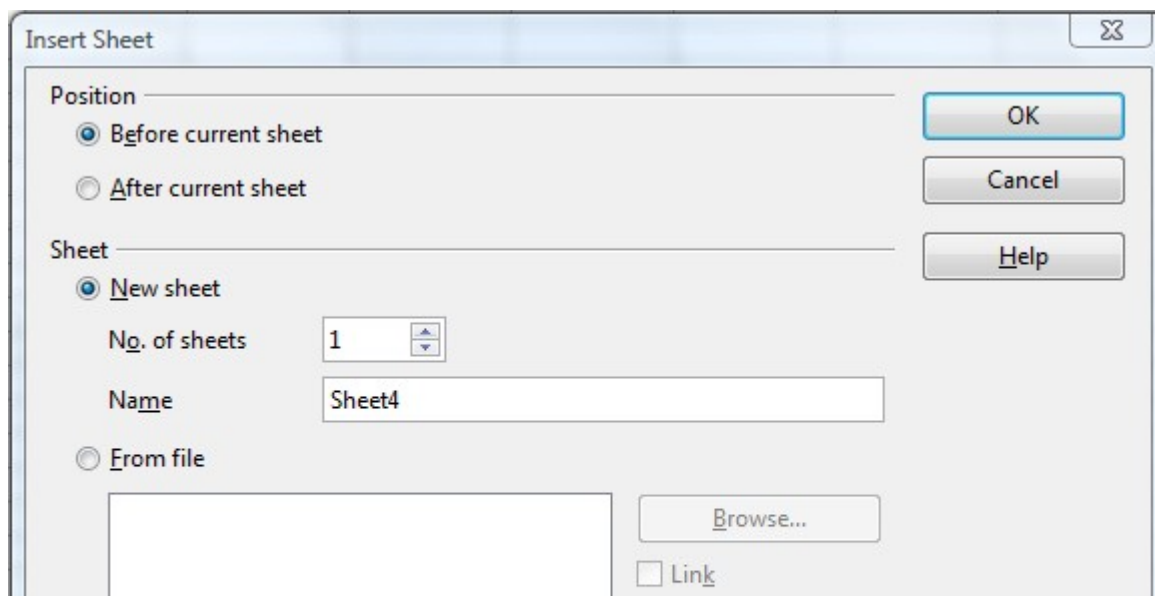 Insert Sheet
Position
Before current sheet
After current sheet
OK
Cancel
Help
Sheet
New sheet
No. of sheets 1
Name Sheet4
From file
Browse...
Link